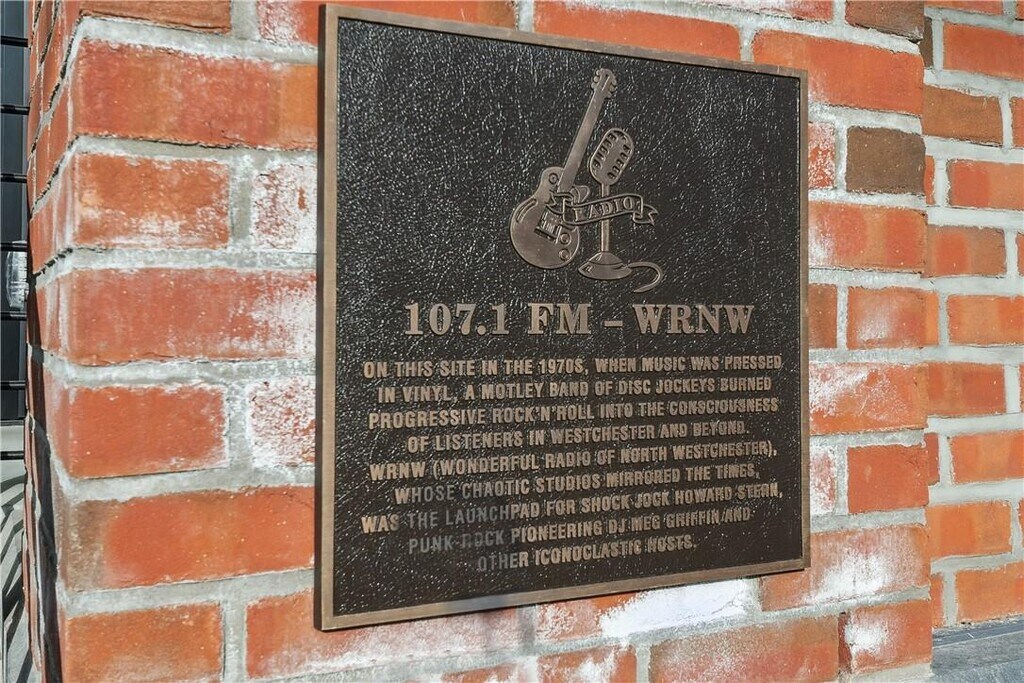 RADIO
107.1 FM – WRNW
ON THIS SITE IN THE 1970S, WHEN MUSIC WAS PRESSED
IN VINYL, A MOTLEY BAND OF DISC JOCKEYS BURNED
PROGRESSIVE ROCK'N'ROLL INTO THE CONSCIOUSNESS
OF LISTENERS IN WESTCHESTER AND BEYOND.
WRNW (WONDERFUL RADIO OF NORTH WESTCHESTER),
WHOSE CHAOTIC STUDIOS MIRRORED THE TIMES,
WAS THE LAUNCHPAD FOR SHOCK JOCK HOWARD STERN,
PUNK ROCK PIONEERING DJ MEG GRIFFIN AND
OTHER ICONOCLASTIC HOSTS.